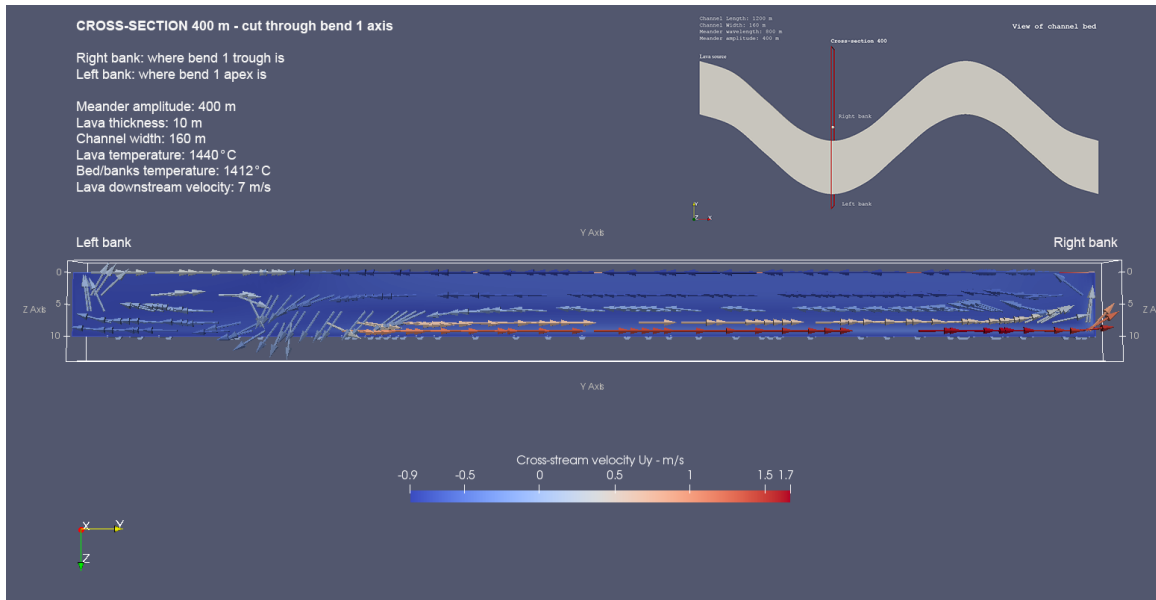 CROSS-SECTION 400 m - cut through bend 1 axis
Right bank: where bend 1 trough is
Left bank: where bend 1 apex is
Meander amplitude: 400 m
Lava thickness: 10 m
Channel width: 160 m
Lava temperature: 1440°C
Bed/banks temperature: 1412°C
Lava downstream velocity: 7 m/s
Channel Length: 1200 m
Channel Width: 160 m
Meander amplitude: 400 m
View of channel bed
Cross-section 400
Lava source
Right bank
Left bank
Y
Z X
Y Axis
Left bank
Right bank
0
5
10
Z Axis
0
5
10
Z A
Y Axis
Cross-stream velocity Uy - m/s
-0.9 -0.5 0 0.5 1 1.5 1.7
X Y
Z